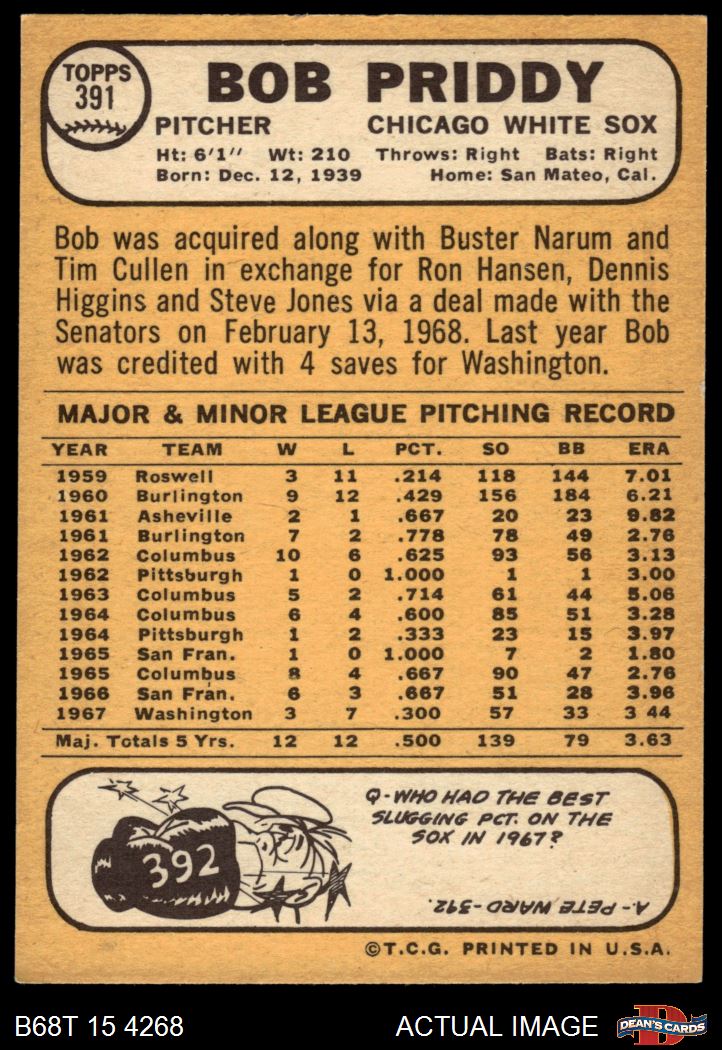 TOPPS
391
BOB PRIDDY
PITCHER CHICAGO WHITE SOX
Ht: 6'1" Wt: 210 Throws: Right Bats: Right
Born: Dec. 12, 1939 Home: San Mateo, Cal.
Bob was acquired along with Buster Narum and
Tim Cullen in exchange for Ron Hansen, Dennis
Higgins and Steve Jones via a deal made with the
Senators on February 13, 1968. Last year Bob
was credited with 4 saves for Washington.
MAJOR & MINOR LEAGUE PITCHING RECORD
YEAR TEAM W L PCT. SO BB ERA
1959 Roswell 3 11 .214 118 144 7.01
1960 Burlington 9 12 .429 156 184 6.21
1961 Asheville 2 1 .667 20 23 9.82
1961 Burlington 7 2 .778 78 49 2.76
1962 Columbus 10 6 .625 93 56 3.13
1962 Pittsburgh 1 0 1.000 1 1 3.00
1963 Columbus 5 2 .714 61 44 5.06
1964 Columbus 6 4 .600 85 51 3.28
1964 Pittsburgh 1 2 .333 23 15 3.97
1965 San Fran. 1 0 1.000 7 2 1.80
1965 Columbus 8 4 .667 90 47 2.76
1966 San Fran. 6 3 .667 51 28 3.96
1967 Washington 3 7 .300 57 33 3 44
Maj. Totals 5 Yrs. 12 12 .500 139 79 3.63
Q-WHO HAD THE BEST
SLUGGING PCT. ON THE
SOX IN 1967?
392
A-PETE WARD-.392.
©T.C.G. PRINTED IN U.S.A.
B68T 15 4268 ACTUAL IMAGE D DEAN'S CARDS